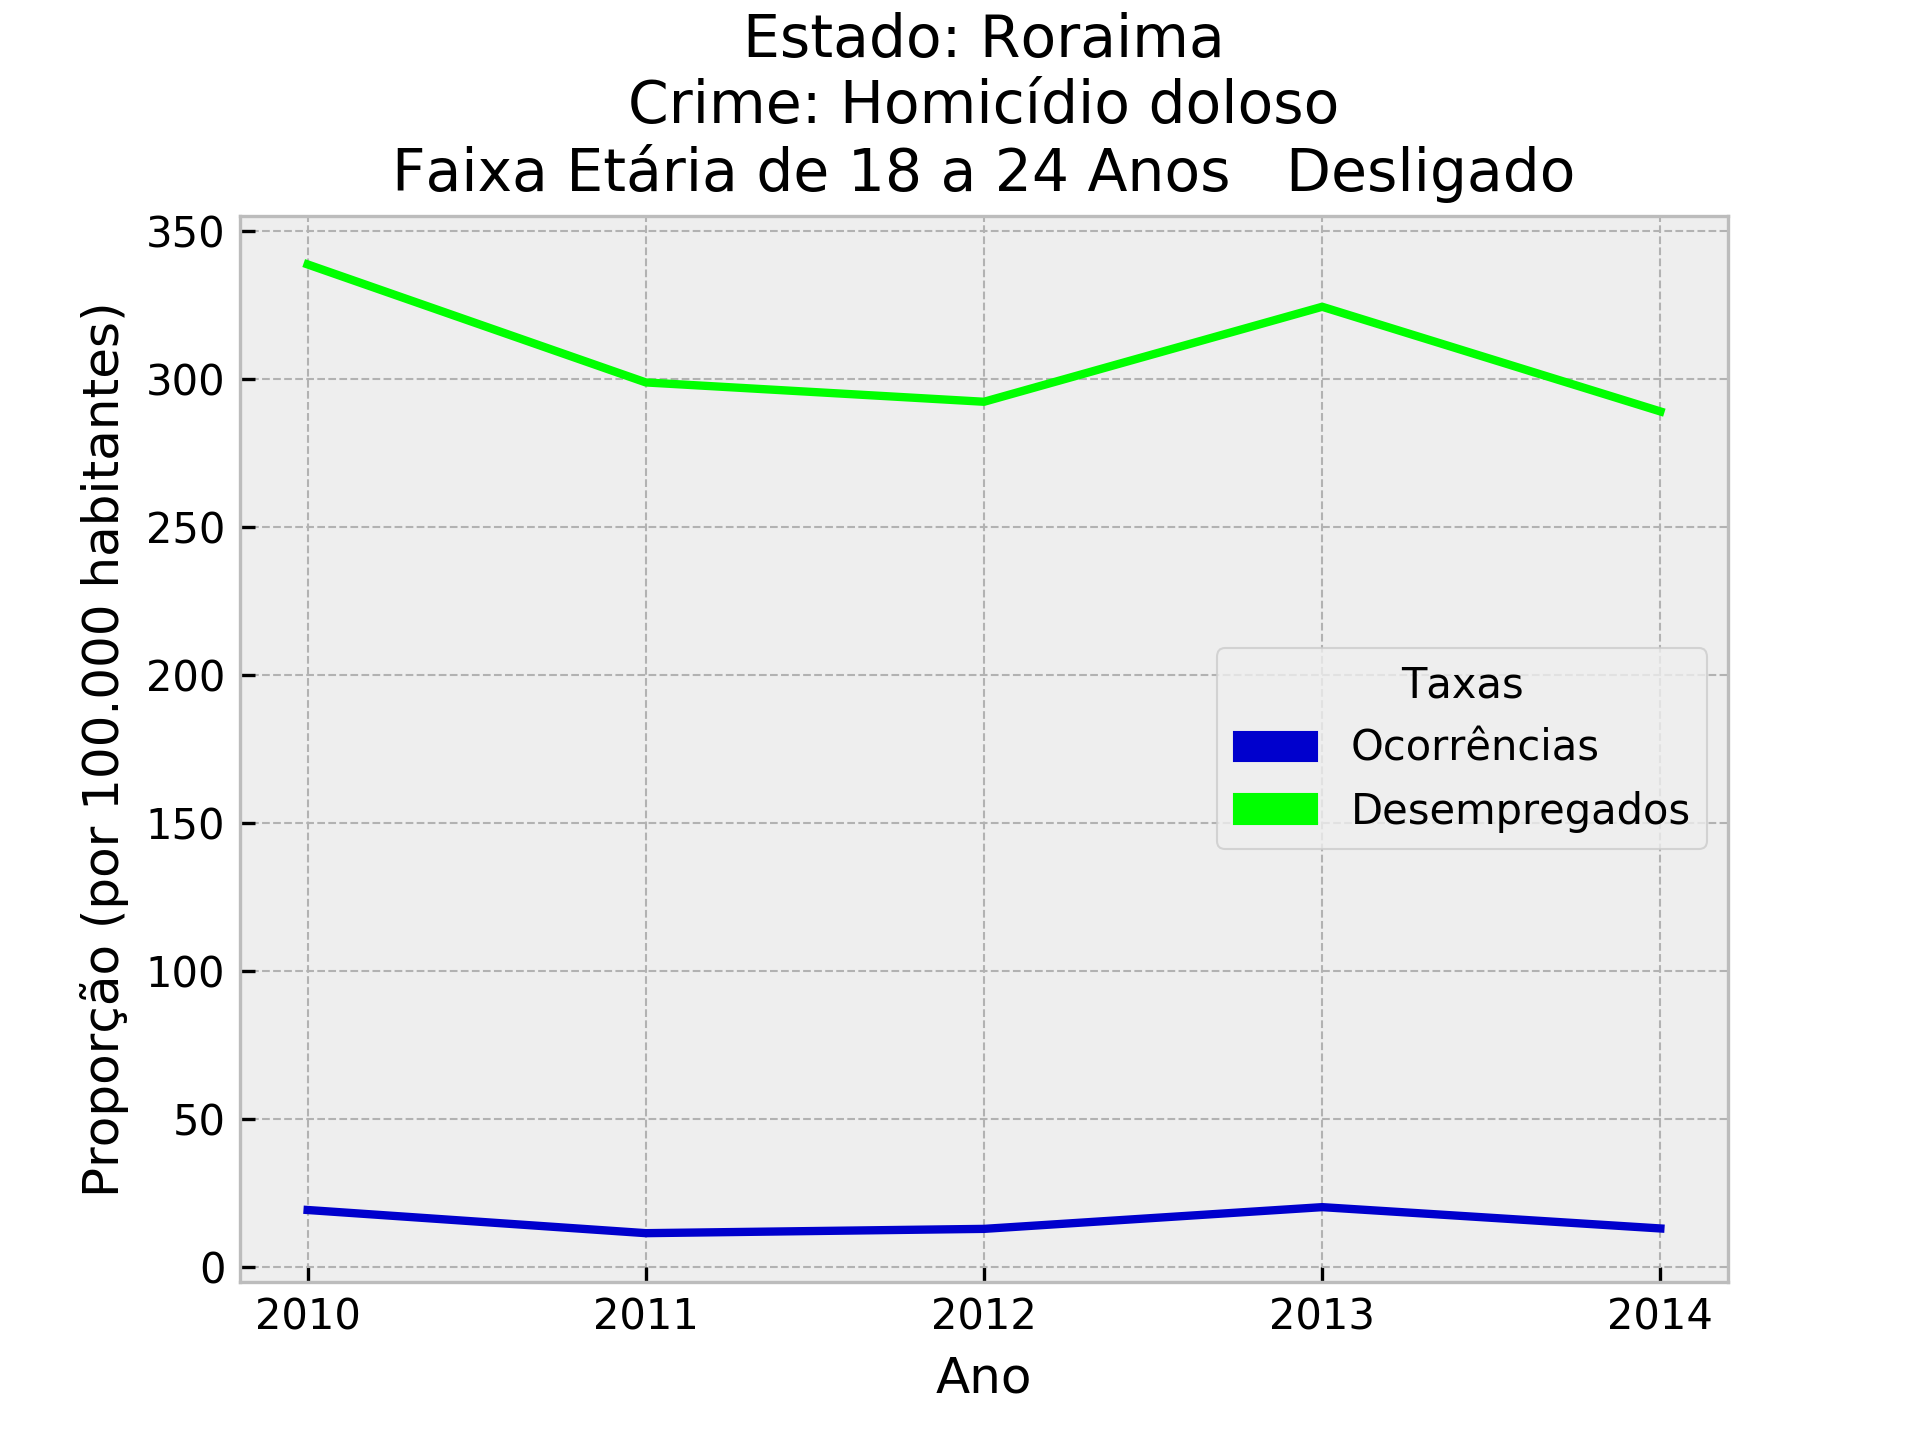 Estado: Roraima
Crime: Homicídio doloso
Faixa Etária de 18 a 24 Anos   Desligado
Proporção (por 100.000 habitantes)
350
300
250
200
150
100
50
0
Taxas
Ocorrências
Desempregados
2010 2011 2012 2013 2014
Ano